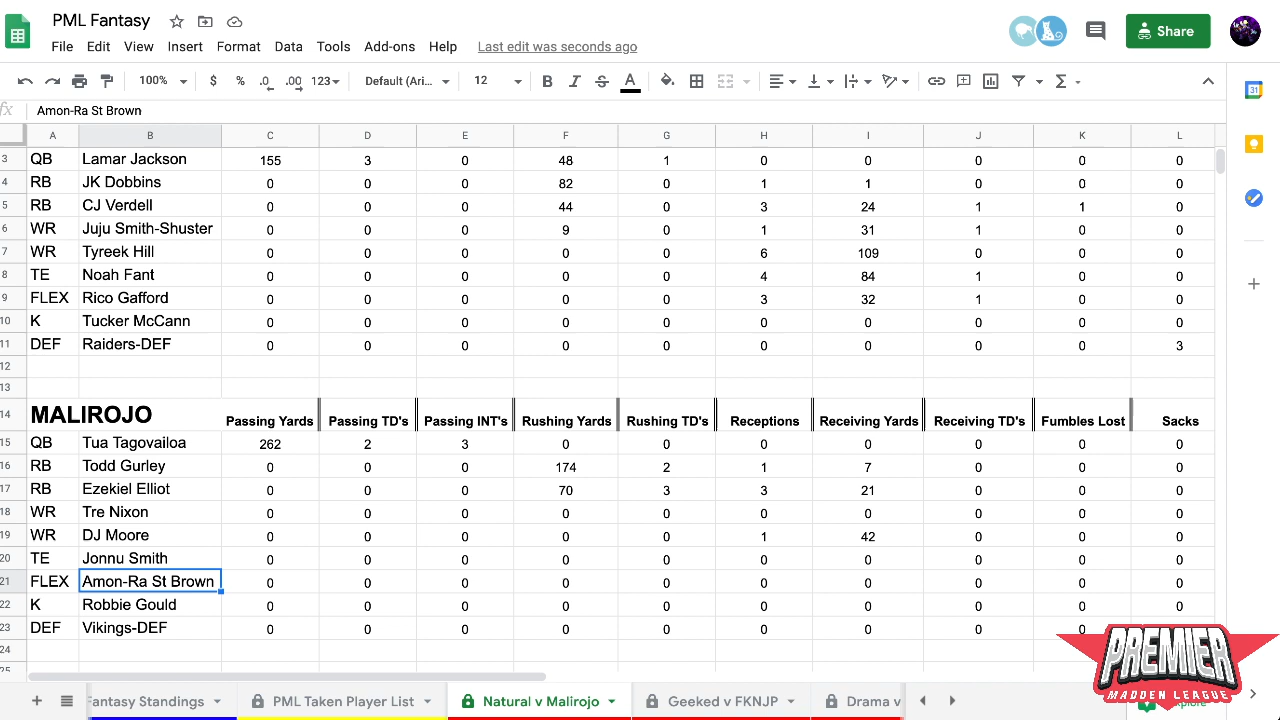 PML Fantasy
File Edit View Insert Format Data Tools Add-ons Help Last edit was seconds ago
Share
100% $ % .0 .00 123 Default (Ari... 12 B I S A
31
fx Amon-Ra St Brown
A B C D E F G H I J K L
3 QB Lamar Jackson 155 3 0 48 1 0 0 0 0 0
4 RB JK Dobbins 0 0 0 82 0 1 1 0 0 0
5 RB CJ Verdell 0 0 0 44 0 3 24 1 1 0
6 WR Juju Smith-Shuster 0 0 0 9 0 1 31 1 0 0
7 WR Tyreek Hill 0 0 0 0 0 6 109 0 0 0
8 TE Noah Fant 0 0 0 0 0 4 84 1 0 0
9 FLEX Rico Gafford 0 0 0 0 0 3 32 1 0 0
10 K Tucker McCann 0 0 0 0 0 0 0 0 0 0
11 DEF Raiders-DEF 0 0 0 0 0 0 0 0 0 3
12
13
14 MALIROJO Passing Yards Passing TD's Passing INT's Rushing Yards Rushing TD's Receptions Receiving Yards Receiving TD's Fumbles Lost Sacks
15 QB Tua Tagovailoa 262 2 3 0 0 0 0 0 0 0
16 RB Todd Gurley 0 0 0 174 2 1 7 0 0 0
17 RB Ezekiel Elliot 0 0 0 70 3 3 21 0 0 0
18 WR Tre Nixon 0 0 0 0 0 0 0 0 0 0
19 WR DJ Moore 0 0 0 0 0 1 42 0 0 0
20 TE Jonnu Smith 0 0 0 0 0 0 0 0 0 0
21 FLEX Amon-Ra St Brown 0 0 0 0 0 0 0 0 0 0
22 K Robbie Gould 0 0 0 0 0 0 0 0 0 0
23 DEF Vikings-DEF 0 0 0 0 0 0 0 0 0 0
24
25
PREMIER
MADDEN LEAGUE
Fantasy Standings PML Taken Player List Natural v Malirojo Geeked v FKNJP Drama v Explore